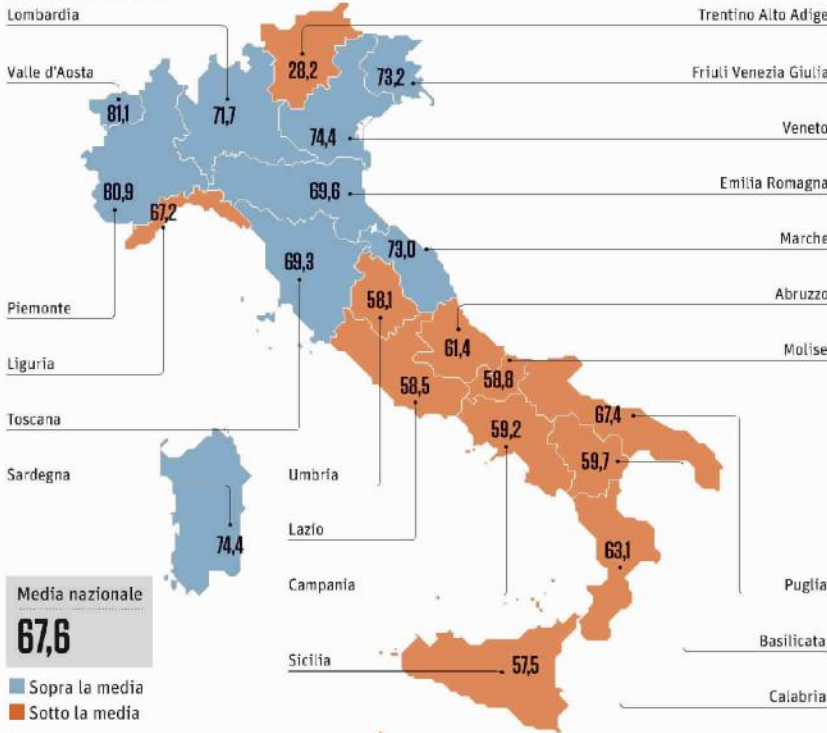 Lombardia
Trentino Alto Adige
28,2
Valle d'Aosta
73,2
Friuli Venezia Giulia
81,1
71,7
74,4
Veneto
80,9
69,6
Emilia Romagna
67,2
73,0
Marche
69,3
58,1
Abruzzo
Piemonte
61,4
Molise
Liguria
58,5
58,8
67,4
Toscana
59,2
59,7
Sardegna
Umbria
74,4
Lazio
63,1
Campania
Puglia
Media nazionale
67,6
Basilicata
Sicilia
57,5
Sopra la media
Calabria
Sotto la media